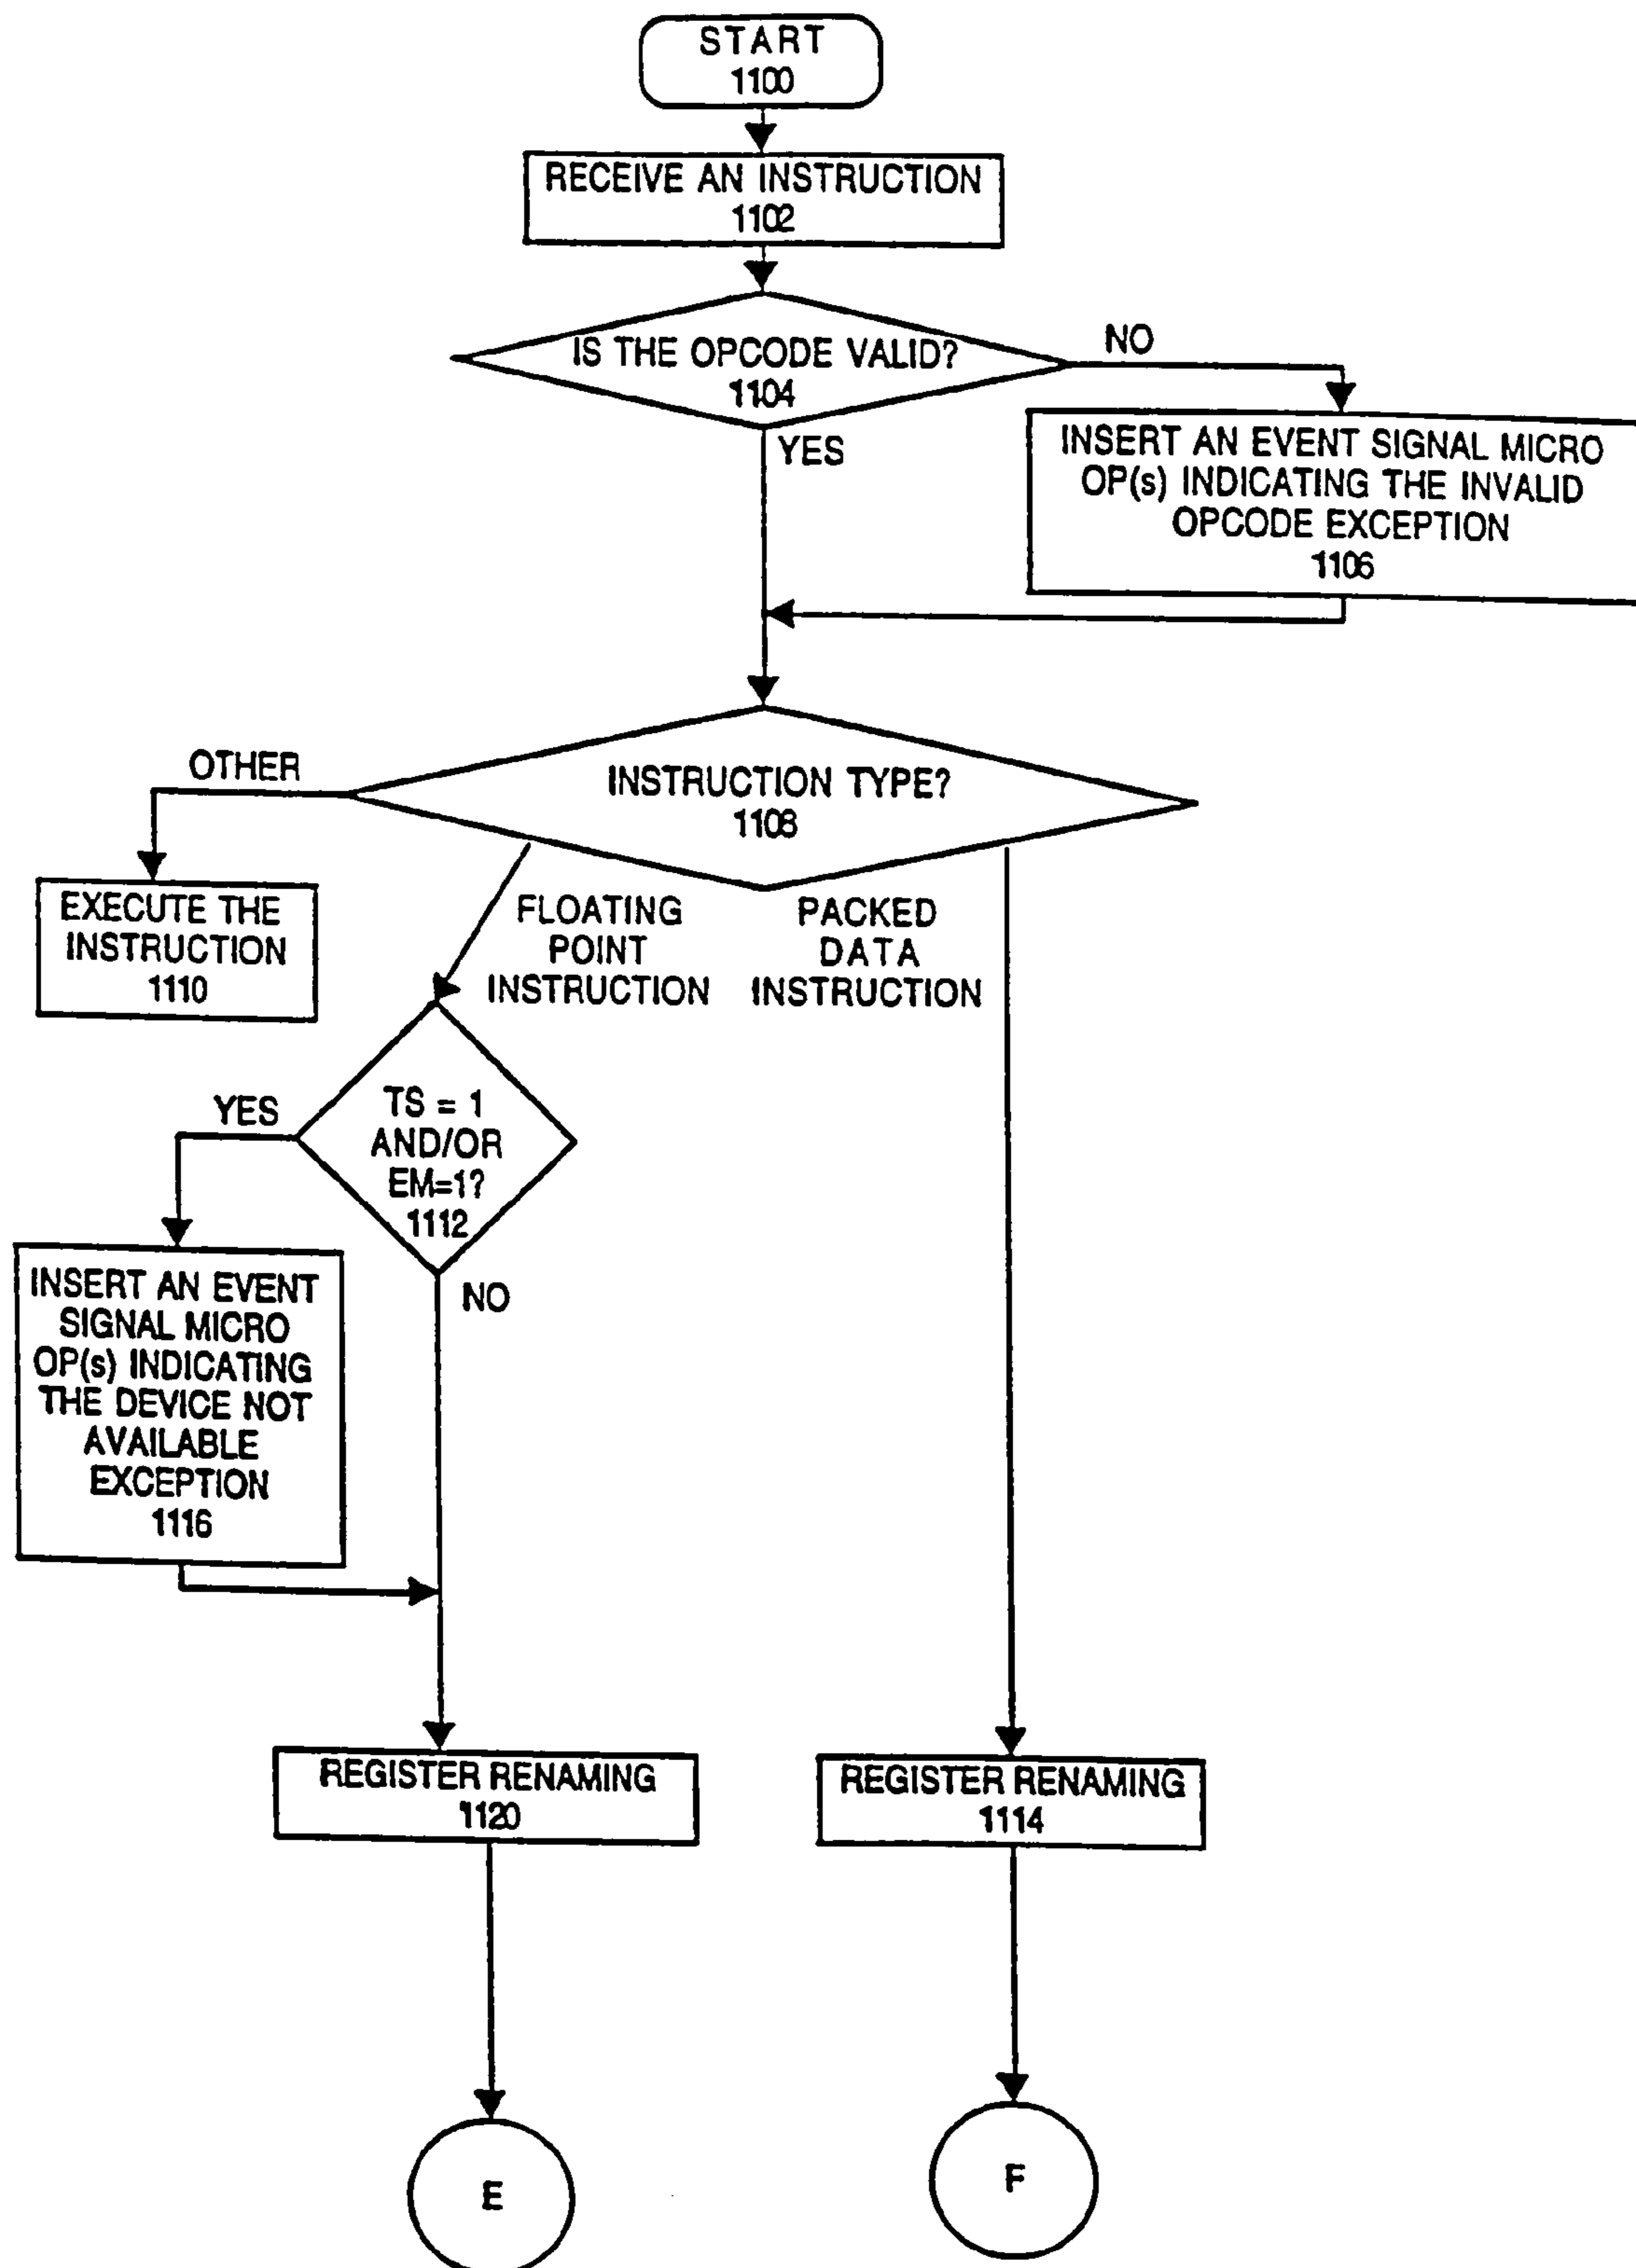 START
1100
RECEIVE AN INSTRUCTION
1102
IS THE OPCODE VALID?
1104
NO
YES
INSERT AN EVENT SIGNAL MICRO
OP(s) INDICATING THE INVALID
OPCODE EXCEPTION
1106
OTHER
INSTRUCTION TYPE?
1108
EXECUTE THE
INSTRUCTION
1110
FLOATING
POINT
INSTRUCTION
PACKED
DATA
INSTRUCTION
YES
TS = 1
AND/OR
EM=1?
1112
NO
INSERT AN EVENT
SIGNAL MICRO
OP(s) INDICATING
THE DEVICE NOT
AVAILABLE
EXCEPTION
1116
REGISTER RENAMING
1120
REGISTER RENAMING
1114
E
F